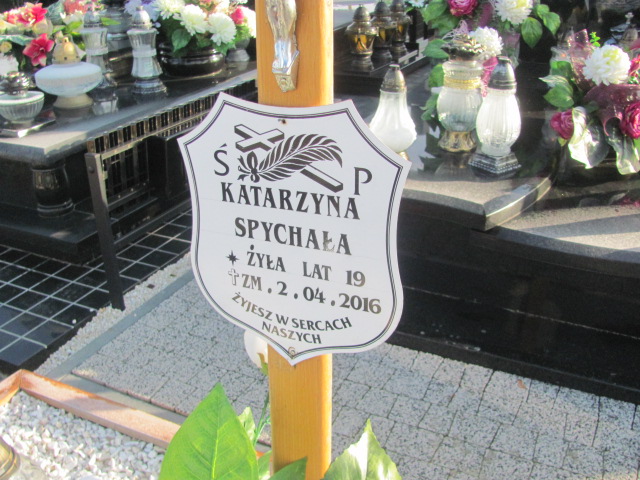 Ś P
KATARZYNA
SPYCHAŁA
ŻYŁA LAT 19
ZM. 2.04.2016
ŻYJESZ W SERCACH
NASZYCH